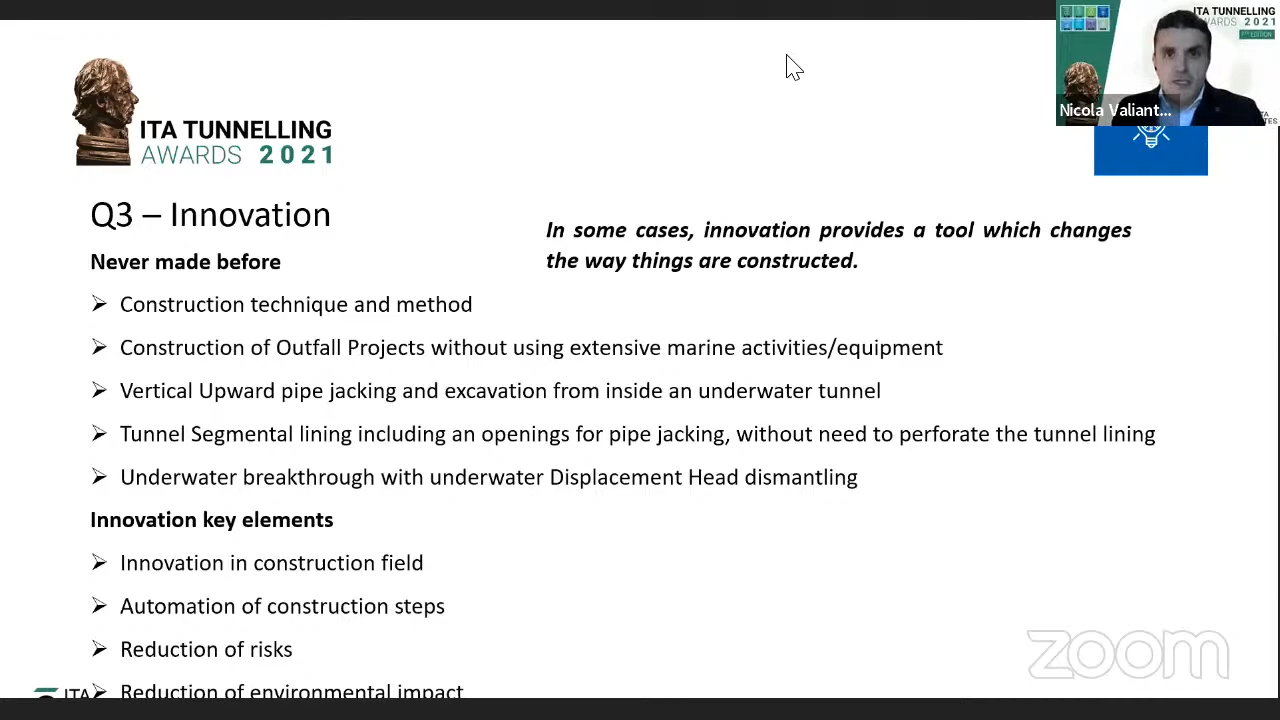 ITA TUNNELLING
AWARDS 2021
Nicola Valiant...
ITA TUNNELLING
AWARDS 2021
Q3 – Innovation
In some cases, innovation provides a tool which changes
the way things are constructed.
Never made before
Construction technique and method
Construction of Outfall Projects without using extensive marine activities/equipment
Vertical Upward pipe jacking and excavation from inside an underwater tunnel
Tunnel Segmental lining including an openings for pipe jacking, without need to perforate the tunnel lining
Underwater breakthrough with underwater Displacement Head dismantling
Innovation key elements
Innovation in construction field
Automation of construction steps
Reduction of risks
Reduction of environmental impact
ITA
zoom